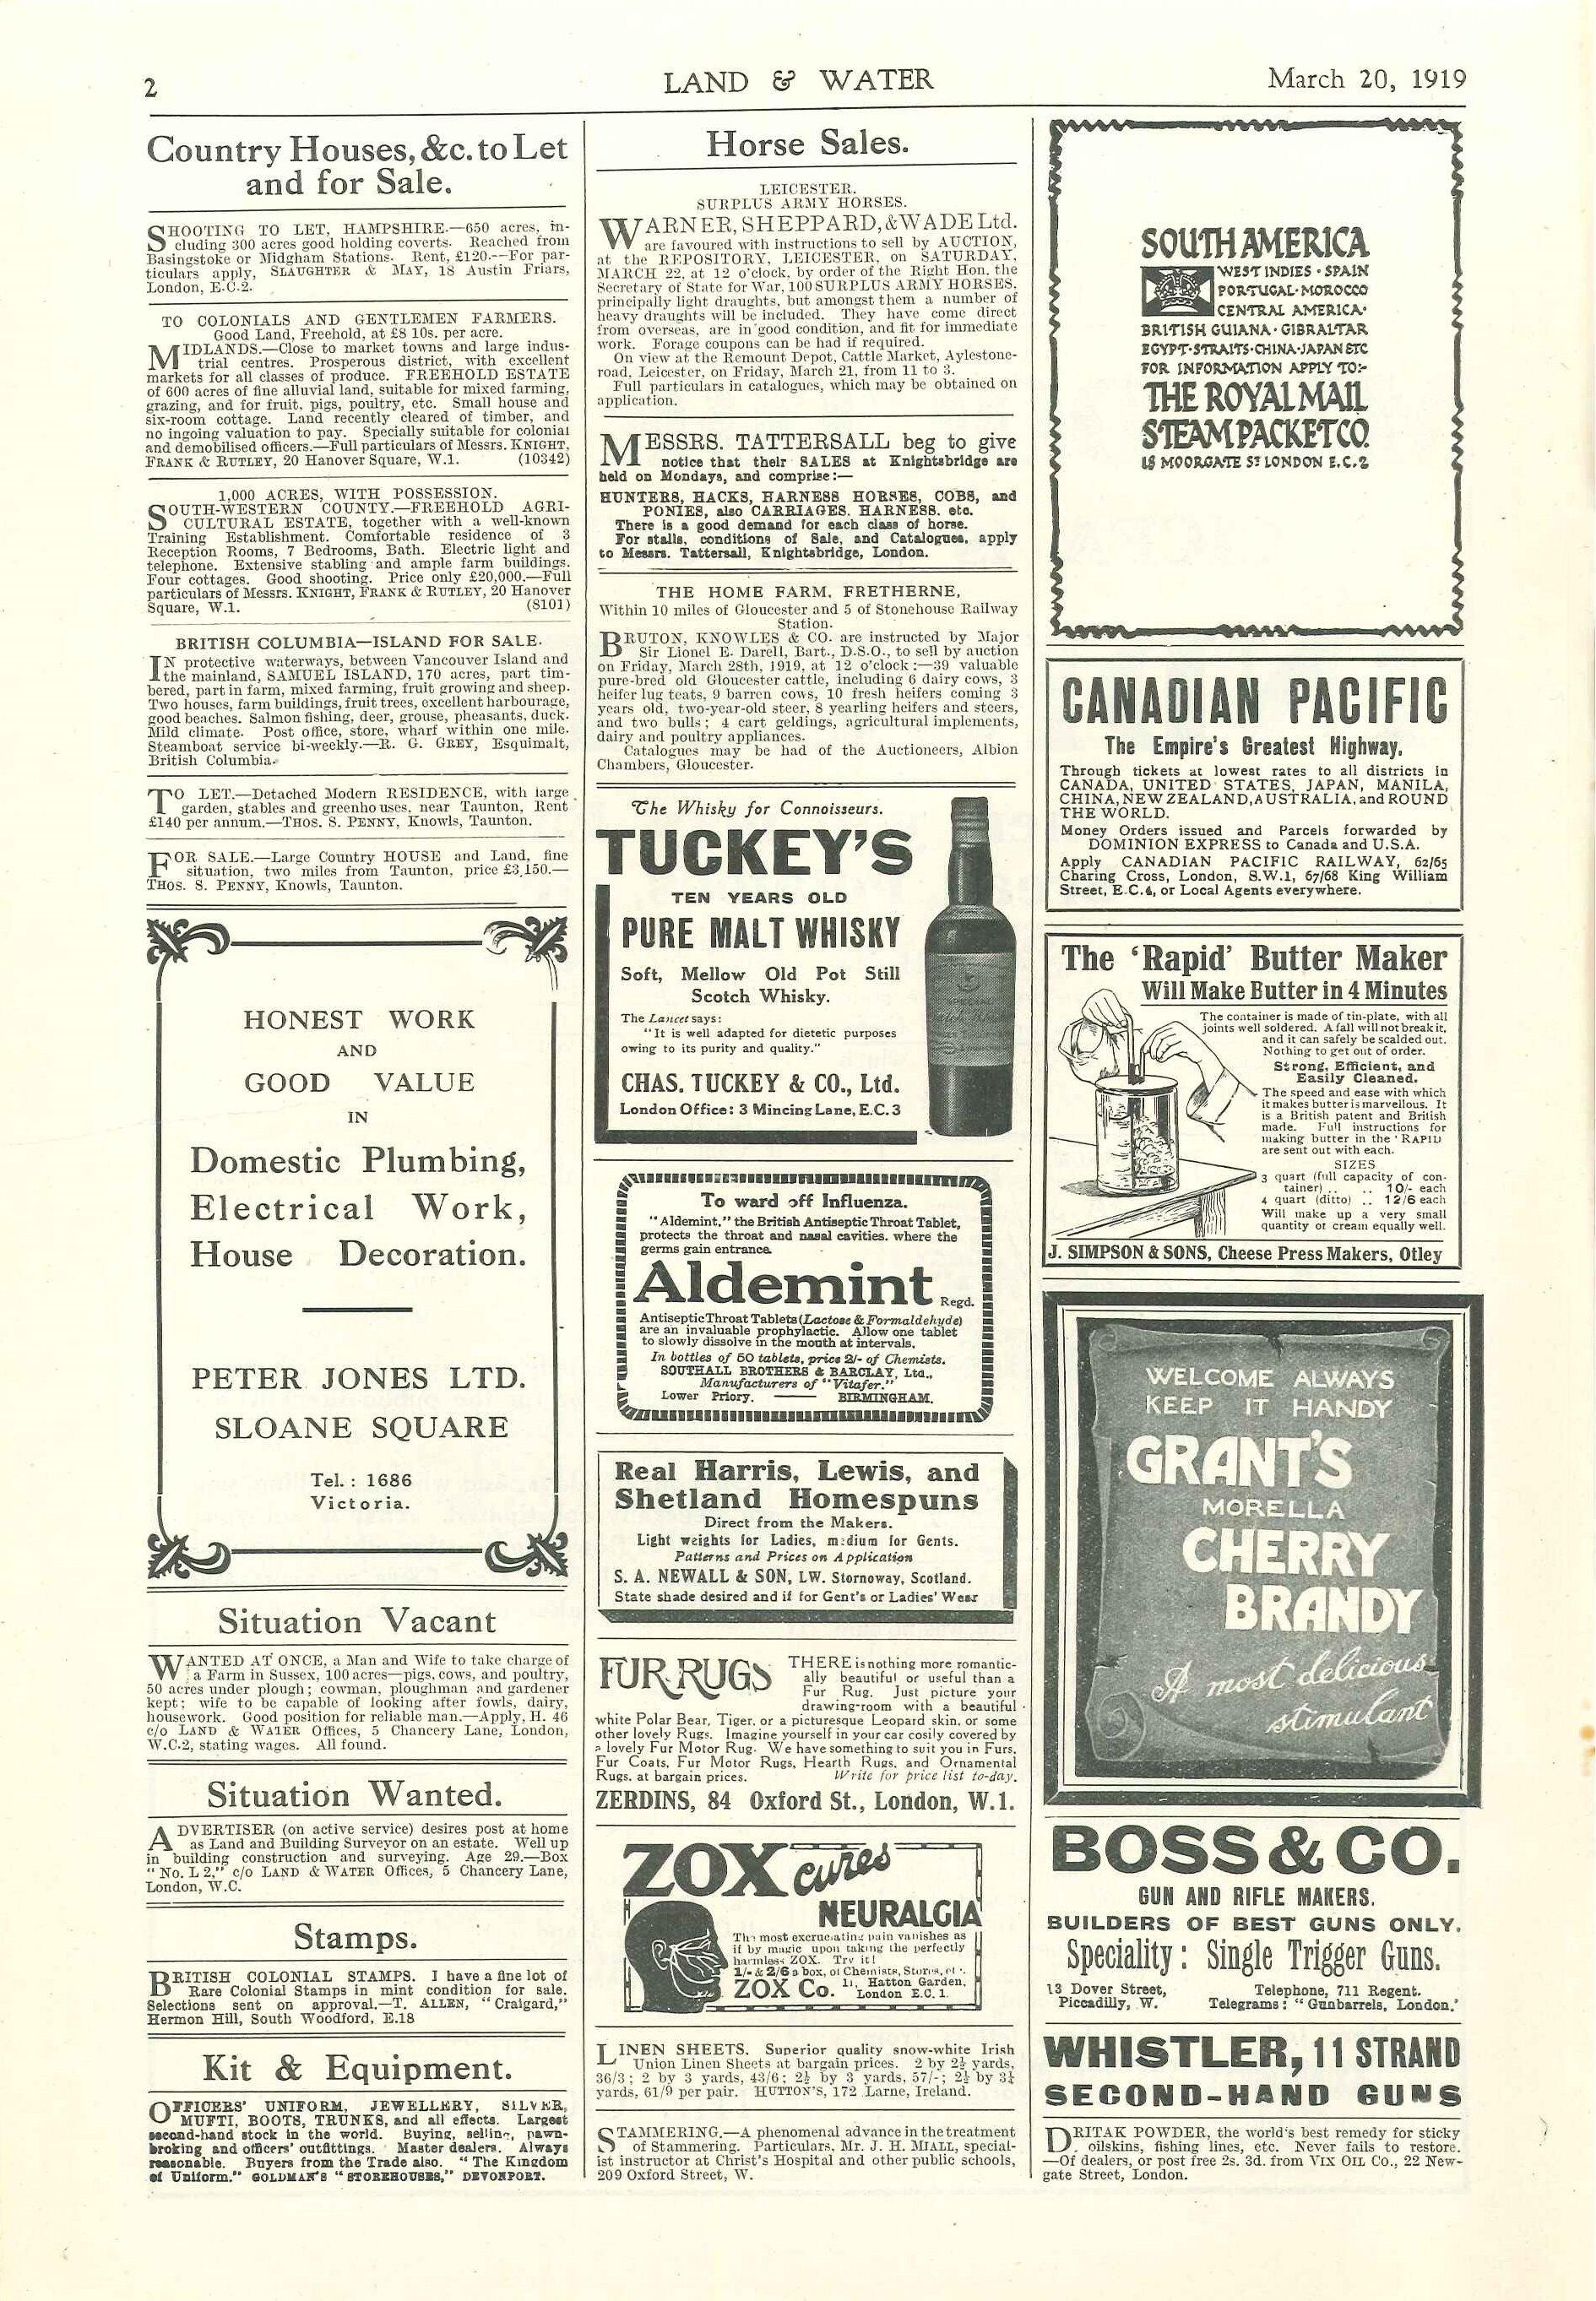 2
LAND & WATER
March 20, 1919
Country Houses, &c. to Let
and for Sale.
SHOOTING TO LET, HAMPSHIRE.—650 acres, in-
cluding 300 acres good holding coverts. Reached from
Basingstoke or Midgham Stations. Rent, £120.--For par-
ticulars apply, SLAUGHTER & MAY, 18 Austin Friars,
London, E.C.2.
TO COLONIALS AND GENTLEMEN FARMERS.
Good Land, Freehold, at £8 10s. per acre.
MIDLANDS.—Close to market towns and large indus-
trial centres. Prosperous district, with excellent
markets for all classes of produce. FREEHOLD ESTATE
of 600 acres of fine alluvial land, suitable for mixed farming,
grazing, and for fruit, pigs, poultry, etc. Small house and
six-room cottage. Land recently cleared of timber, and
no ingoing valuation to pay. Specially suitable for colonial
and demobilised officers.—Full particulars of Messrs. KNIGHT,
FRANK & RUTLEY, 20 Hanover Square, W.1. (10342)
1,000 ACRES, WITH POSSESSION.
SOUTH-WESTERN COUNTY.—FREEHOLD AGRI-
CULTURAL ESTATE, together with a well-known
Training Establishment. Comfortable residence of 3
Reception Rooms, 7 Bedrooms, Bath. Electric light and
telephone. Extensive stabling and ample farm buildings.
Four cottages. Good shooting. Price only £20,000.—Full
particulars of Messrs. KNIGHT, FRANK & RUTLEY, 20 Hanover
Square, W.1. (8101)
BRITISH COLUMBIA—ISLAND FOR SALE.
IN protective waterways, between Vancouver Island and
the mainland, SAMUEL ISLAND, 170 acres, part tim-
bered, part in farm, mixed farming, fruit growing and sheep.
Two houses, farm buildings, fruit trees, excellent harbourage,
good beaches. Salmon fishing, deer, grouse, pheasants, duck.
Mild climate. Post office, store, wharf within one mile.
Steamboat service bi-weekly.—R. G. GREY, Esquimalt,
British Columbia.
TO LET.—Detached Modern RESIDENCE, with large
garden, stables and greenhouses, near Taunton, Rent
£140 per annum.—THOS. S. PENNY, Knowls, Taunton.
FOR SALE.—Large Country HOUSE and Land, fine
situation, two miles from Taunton, price £3,150.—
THOS. S. PENNY, Knowls, Taunton.
HONEST WORK
AND
GOOD VALUE
IN
Domestic Plumbing,
Electrical Work,
House Decoration.
PETER JONES LTD.
SLOANE SQUARE
Tel. : 1686
Victoria.
Situation Vacant
WANTED AT ONCE, a Man and Wife to take charge of
a Farm in Sussex, 100 acres—pigs, cows, and poultry,
50 acres under plough; cowman, ploughman and gardener
kept; wife to be capable of looking after fowls, dairy,
housework. Good position for reliable man.—Apply, H. 46
c/o LAND & WATER Offices, 5 Chancery Lane, London,
W.C.2, stating wages. All found.
Situation Wanted.
ADVERTISER (on active service) desires post at home
as Land and Building Surveyor on an estate. Well up
in building construction and surveying. Age 29.—Box
"No. L 2," c/o LAND & WATER Offices, 5 Chancery Lane,
London, W.C.
Stamps.
BRITISH COLONIAL STAMPS. I have a fine lot of
Rare Colonial Stamps in mint condition for sale.
Selections sent on approval.—T. ALLEN, "Craigard,"
Hermon Hill, South Woodford, E.18
Kit & Equipment.
OFFICERS' UNIFORM, JEWELLERY, SILVER,
MUFTI, BOOTS, TRUNKS, and all effects. Largest
second-hand stock in the world. Buying, selling, pawn-
broking and officers' outfittings. Master dealers. Always
reasonable. Buyers from the Trade also. "The Kingdom
of Uniform." GOLDMAN'S "STOREHOUSES," DEVONPORT.
Horse Sales.
LEICESTER.
SURPLUS ARMY HORSES.
WARNER, SHEPPARD, & WADE Ltd.
are favoured with instructions to sell by AUCTION,
at the REPOSITORY, LEICESTER, on SATURDAY,
MARCH 22, at 12 o'clock, by order of the Right Hon. the
Secretary of State for War, 100 SURPLUS ARMY HORSES,
principally light draughts, but amongst them a number of
heavy draughts will be included. They have come direct
from overseas, are in good condition, and fit for immediate
work. Forage coupons can be had if required.
On view at the Remount Depot, Cattle Market, Aylestone-
road, Leicester, on Friday, March 21, from 11 to 3.
Full particulars in catalogues, which may be obtained on
application.
MESSRS. TATTERSALL beg to give
notice that their SALES at Knightsbridge are
held on Mondays, and comprise:—
HUNTERS, HACKS, HARNESS HORSES, COBS, and
PONIES, also CARRIAGES. HARNESS. etc.
There is a good demand for each class of horse.
For stalls, conditions of Sale, and Catalogues, apply
to Messrs. Tattersall, Knightsbridge, London.
THE HOME FARM, FRETHERNE,
Within 10 miles of Gloucester and 5 of Stonehouse Railway
Station.
BRUTON, KNOWLES & CO. are instructed by Major
Sir Lionel E. Darell, Bart., D.S.O., to sell by auction
on Friday, March 28th, 1919, at 12 o'clock:—39 valuable
pure-bred old Gloucester cattle, including 6 dairy cows, 3
heifer lug teats, 9 barren cows, 10 fresh heifers coming 3
years old, two-year-old steer, 8 yearling heifers and steers,
and two bulls; 4 cart geldings, agricultural implements,
dairy and poultry appliances.
Catalogues may be had of the Auctioneers, Albion
Chambers, Gloucester.
The Whisky for Connoisseurs.
TUCKEY'S
TEN YEARS OLD
PURE MALT WHISKY
Soft, Mellow Old Pot Still
Scotch Whisky.
The Lancet says:
"It is well adapted for dietetic purposes
owing to its purity and quality."
CHAS. TUCKEY & CO., Ltd.
London Office: 3 Mincing Lane, E.C.3
SPECIAL
To ward off Influenza.
"Aldemint," the British Antiseptic Throat Tablet,
protects the throat and nasal cavities, where the
germs gain entrance.
Aldemint Regd.
Antiseptic Throat Tablets (Lactose & Formaldehyde)
are an invaluable prophylactic. Allow one tablet
to slowly dissolve in the mouth at intervals.
In bottles of 50 tablets, price 2/- of Chemists.
SOUTHALL BROTHERS & BARCLAY, Ltd.,
Manufacturers of "Vitafer."
Lower Priory. —— BIRMINGHAM.
Real Harris, Lewis, and
Shetland Homespuns
Direct from the Makers.
Light weights for Ladies, medium for Gents.
Patterns and Prices on Application
S. A. NEWALL & SON, LW. Stornoway, Scotland.
State shade desired and if for Gent's or Ladies' Wear
FUR RUGS
THERE is nothing more romantic-
ally beautiful or useful than a
Fur Rug. Just picture your
drawing-room with a beautiful
white Polar Bear, Tiger, or a picturesque Leopard skin, or some
other lovely Rugs. Imagine yourself in your car cosily covered by
a lovely Fur Motor Rug. We have something to suit you in Furs,
Fur Coats, Fur Motor Rugs, Hearth Rugs, and Ornamental
Rugs, at bargain prices. Write for price list to-day.
ZERDINS, 84 Oxford St., London, W.1.
ZOX cures
NEURALGIA
The most excruciating pain vanishes as
if by magic upon taking the perfectly
harmless ZOX. Try it!
1/- & 2/6 a box, of Chemists, Stores, etc.
ZOX Co. 11, Hatton Garden,
London E.C. 1.
LINEN SHEETS. Superior quality snow-white Irish
Union Linen Sheets at bargain prices. 2 by 2½ yards,
36/3; 2 by 3 yards, 43/6; 2½ by 3 yards, 57/-; 2½ by 3¼
yards, 61/9 per pair. HUTTON'S, 172 Larne, Ireland.
STAMMERING.—A phenomenal advance in the treatment
of Stammering. Particulars, Mr. J. H. MIALL, special-
ist instructor at Christ's Hospital and other public schools,
209 Oxford Street, W.
SOUTH AMERICA
WEST INDIES · SPAIN
PORTUGAL · MOROCCO
CENTRAL AMERICA ·
BRITISH GUIANA · GIBRALTAR
EGYPT · STRAITS · CHINA · JAPAN ETC
FOR INFORMATION APPLY TO:-
THE ROYAL MAIL
STEAM PACKET CO.
18 MOORGATE ST LONDON E.C.2
CANADIAN PACIFIC
The Empire's Greatest Highway.
Through tickets at lowest rates to all districts in
CANADA, UNITED STATES, JAPAN, MANILA,
CHINA, NEW ZEALAND, AUSTRALIA, and ROUND
THE WORLD.
Money Orders issued and Parcels forwarded by
DOMINION EXPRESS to Canada and U.S.A.
Apply CANADIAN PACIFIC RAILWAY, 62/65
Charing Cross, London, S.W.1, 67/68 King William
Street, E.C.4, or Local Agents everywhere.
The 'Rapid' Butter Maker
Will Make Butter in 4 Minutes
The container is made of tin-plate, with all
joints well soldered. A fall will not break it,
and it can safely be scalded out.
Nothing to get out of order.
Strong, Efficient, and
Easily Cleaned.
The speed and ease with which
it makes butter is marvellous. It
is a British patent and British
made. Full instructions for
making butter in the 'RAPID
are sent out with each.
SIZES
3 quart (full capacity of con-
tainer) .. .. 10/- each
4 quart (ditto) .. 12/6 each
Will make up a very small
quantity of cream equally well.
J. SIMPSON & SONS, Cheese Press Makers, Otley
WELCOME ALWAYS
KEEP IT HANDY
GRANT'S
MORELLA
CHERRY
BRANDY
A most delicious
stimulant
BOSS & CO.
GUN AND RIFLE MAKERS.
BUILDERS OF BEST GUNS ONLY.
Speciality: Single Trigger Guns.
13 Dover Street, Telephone, 711 Regent.
Piccadilly, W. Telegrams: "Gunbarrels, London."
WHISTLER, 11 STRAND
SECOND-HAND GUNS
DRITAK POWDER, the world's best remedy for sticky
oilskins, fishing lines, etc. Never fails to restore.
—Of dealers, or post free 2s. 3d. from VIX OIL CO., 22 New-
gate Street, London.